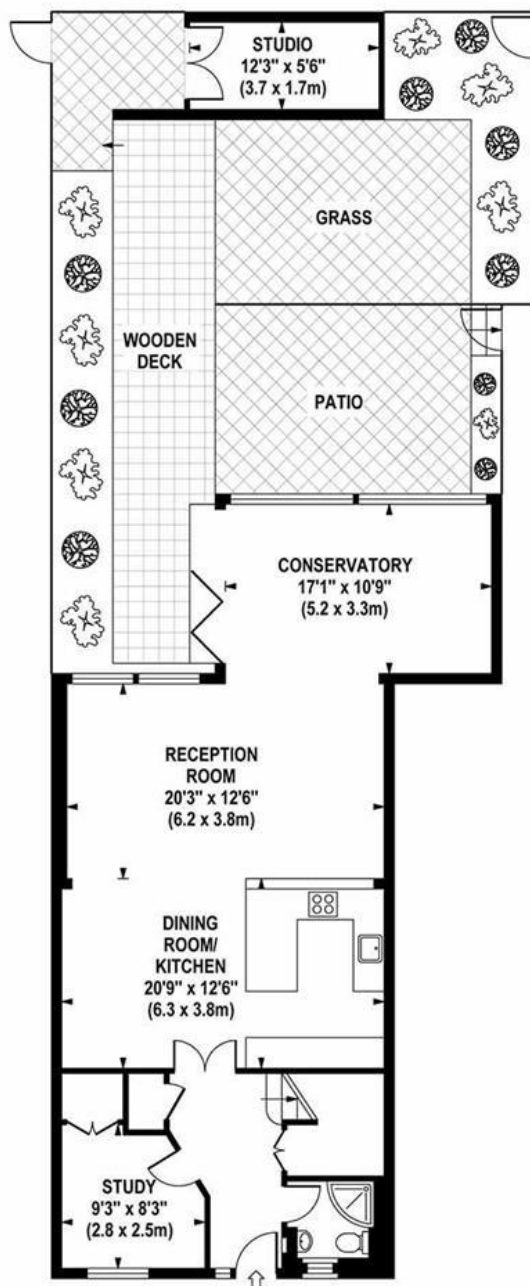 STUDIO
12'3" x 5'6"
(3.7 x 1.7m)
GRASS
WOODEN
DECK
PATIO
CONSERVATORY
17'1" x 10'9"
(5.2 x 3.3m)
RECEPTION
ROOM
20'3" x 12'6"
(6.2 x 3.8m)
DINING
ROOM/
KITCHEN
20'9" x 12'6"
(6.3 x 3.8m)
STUDY
9'3" x 8'3"
(2.8 x 2.5m)